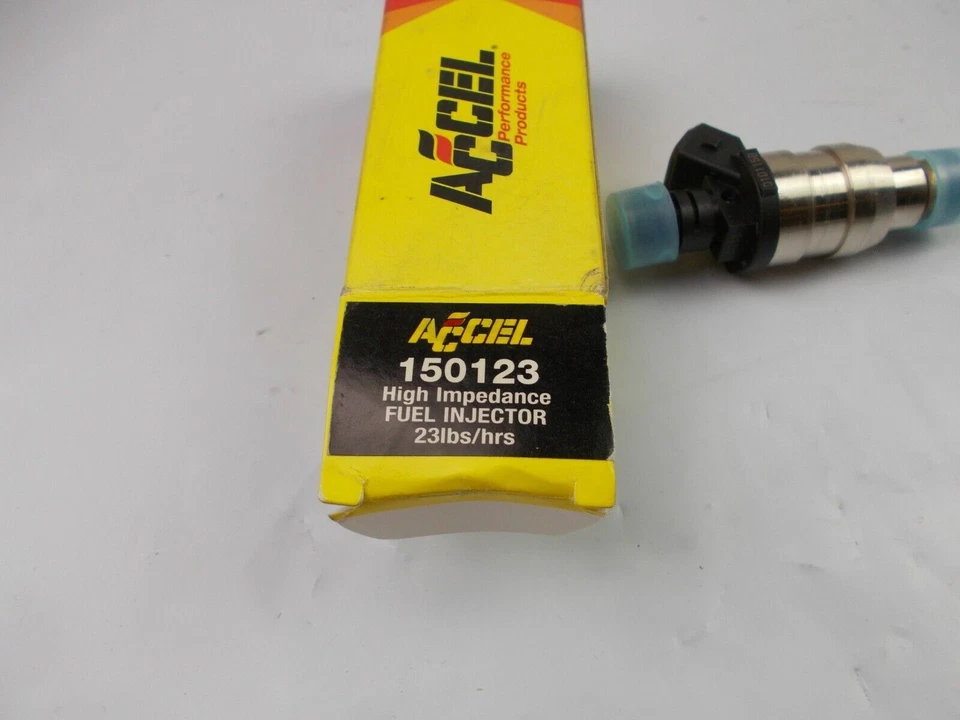 ACCEL
Performance
Products
ACCEL
150123
High Impedance
FUEL INJECTOR
23lbs/hrs